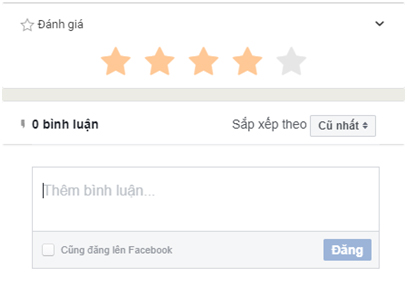 Đánh giá
0 bình luận
Sắp xếp theo Cũ nhất
Thêm bình luận...
Cũng đăng lên Facebook
Đăng